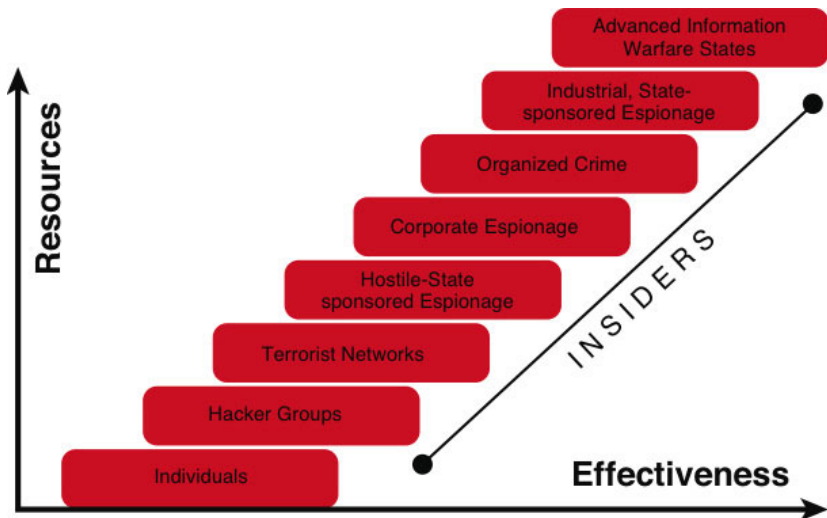 Advanced Information
Warfare States
Industrial, State-
sponsored Espionage
Organized Crime
Corporate Espionage
Hostile-State
sponsored Espionage
Terrorist Networks
Hacker Groups
Individuals
Resources
INSIDERS
Effectiveness